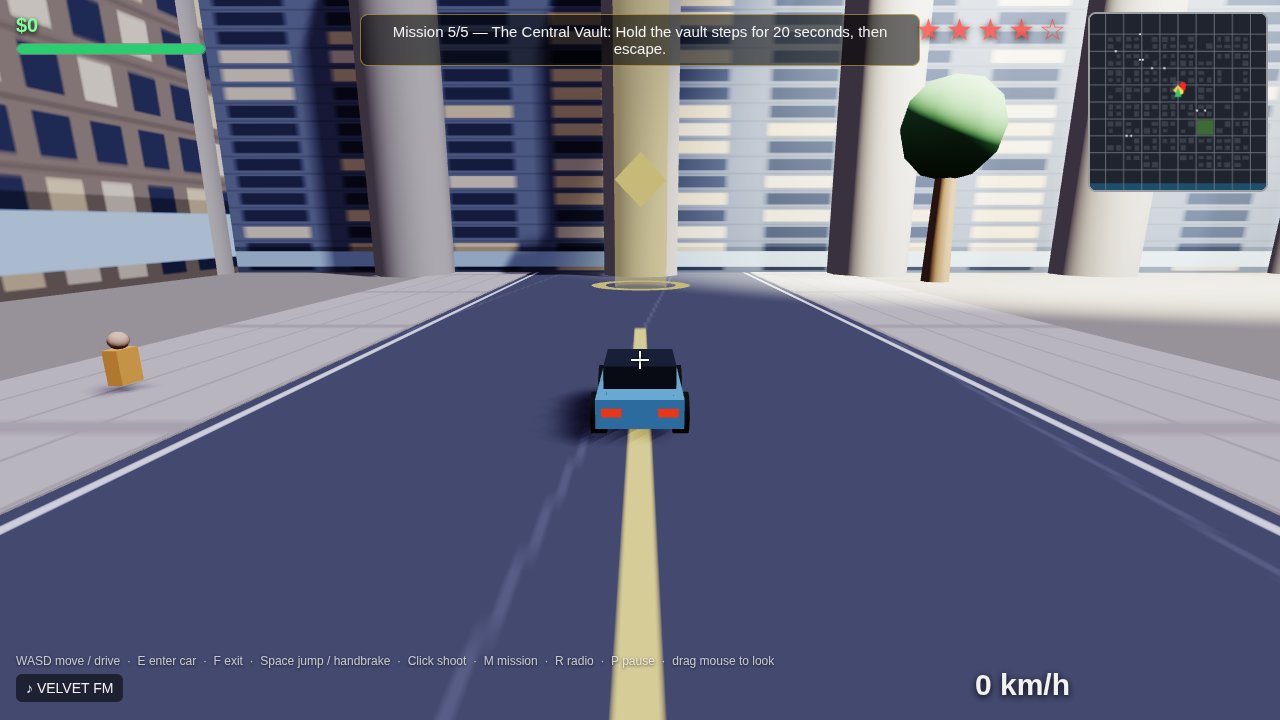 $0
Mission 5/5 — The Central Vault: Hold the vault steps for 20 seconds, then
escape.
WASD move / drive · E enter car · F exit · Space jump / handbrake · Click shoot · M mission · R radio · P pause · drag mouse to look
♪ VELVET FM
0 km/h